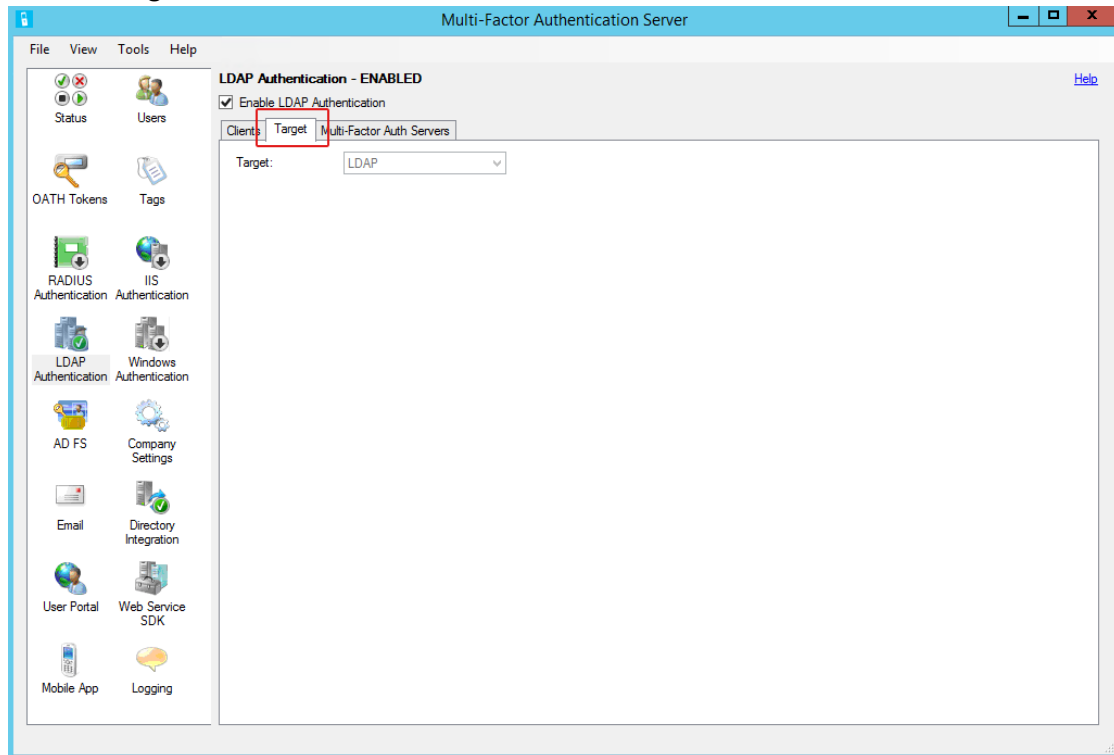 Multi-Factor Authentication Server
File View Tools Help
Status Users
OATH Tokens Tags
RADIUS Authentication IIS Authentication
LDAP Authentication Windows Authentication
AD FS Company Settings
Email Directory Integration
User Portal Web Service SDK
Mobile App Logging
LDAP Authentication - ENABLED Help
Enable LDAP Authentication
Clients Target Multi-Factor Auth Servers
Target: LDAP